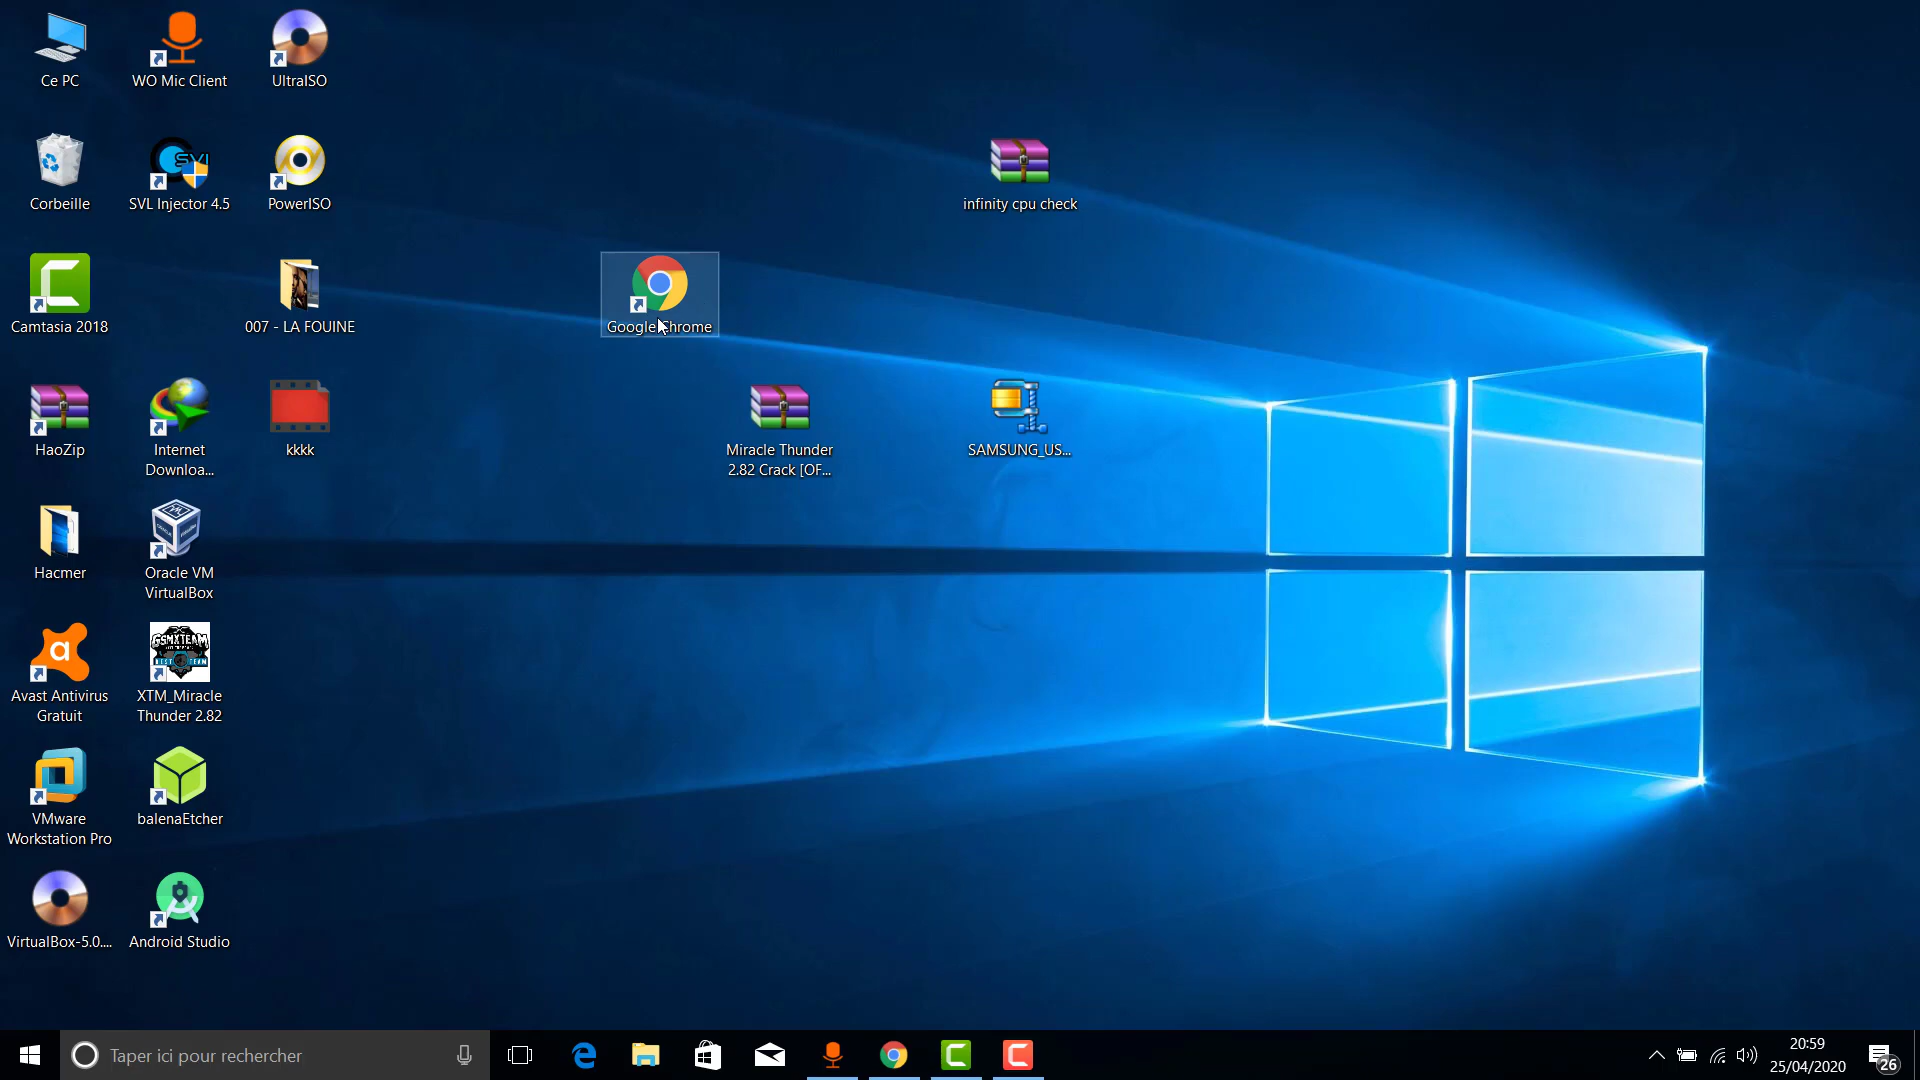 Ce PC
WO Mic Client
UltraISO
Corbeille
SVL Injector 4.5
PowerISO
infinity cpu check
Camtasia 2018
007 - LA FOUINE
Google Chrome
HaoZip
Internet
Downloa...
kkkk
Miracle Thunder
2.82 Crack [OF...
SAMSUNG_US...
Hacmer
Oracle VM
VirtualBox
Avast Antivirus
Gratuit
GSMXTEAM
BEST TEAM
XTM_Miracle
Thunder 2.82
VMware
Workstation Pro
balenaEtcher
VirtualBox-5.0....
Android Studio
Taper ici pour rechercher
20:59
25/04/2020
26